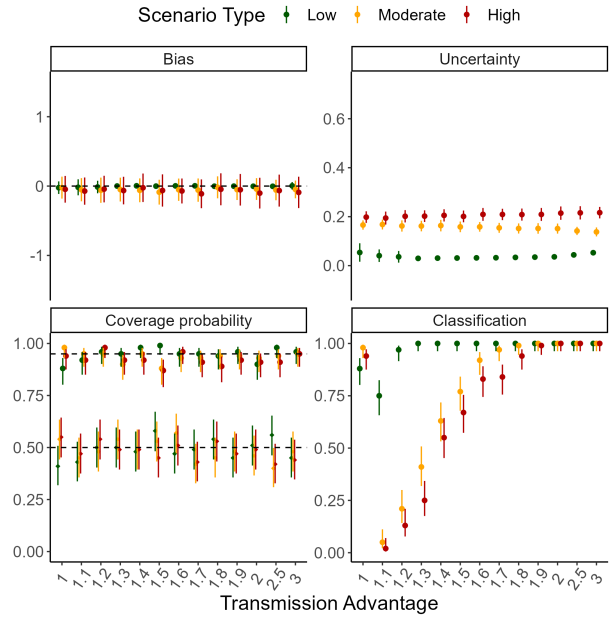 Scenario Type Low Moderate High
Bias Uncertainty
1
0
-1
0.6
0.4
0.2
0.0
Coverage probability Classification
1.00
0.75
0.50
0.25
0.00
1.00
0.75
0.50
0.25
0.00
1 1.1 1.2 1.3 1.4 1.5 1.6 1.7 1.8 1.9 2 2.5 3
1 1.1 1.2 1.3 1.4 1.5 1.6 1.7 1.8 1.9 2 2.5 3
Transmission Advantage